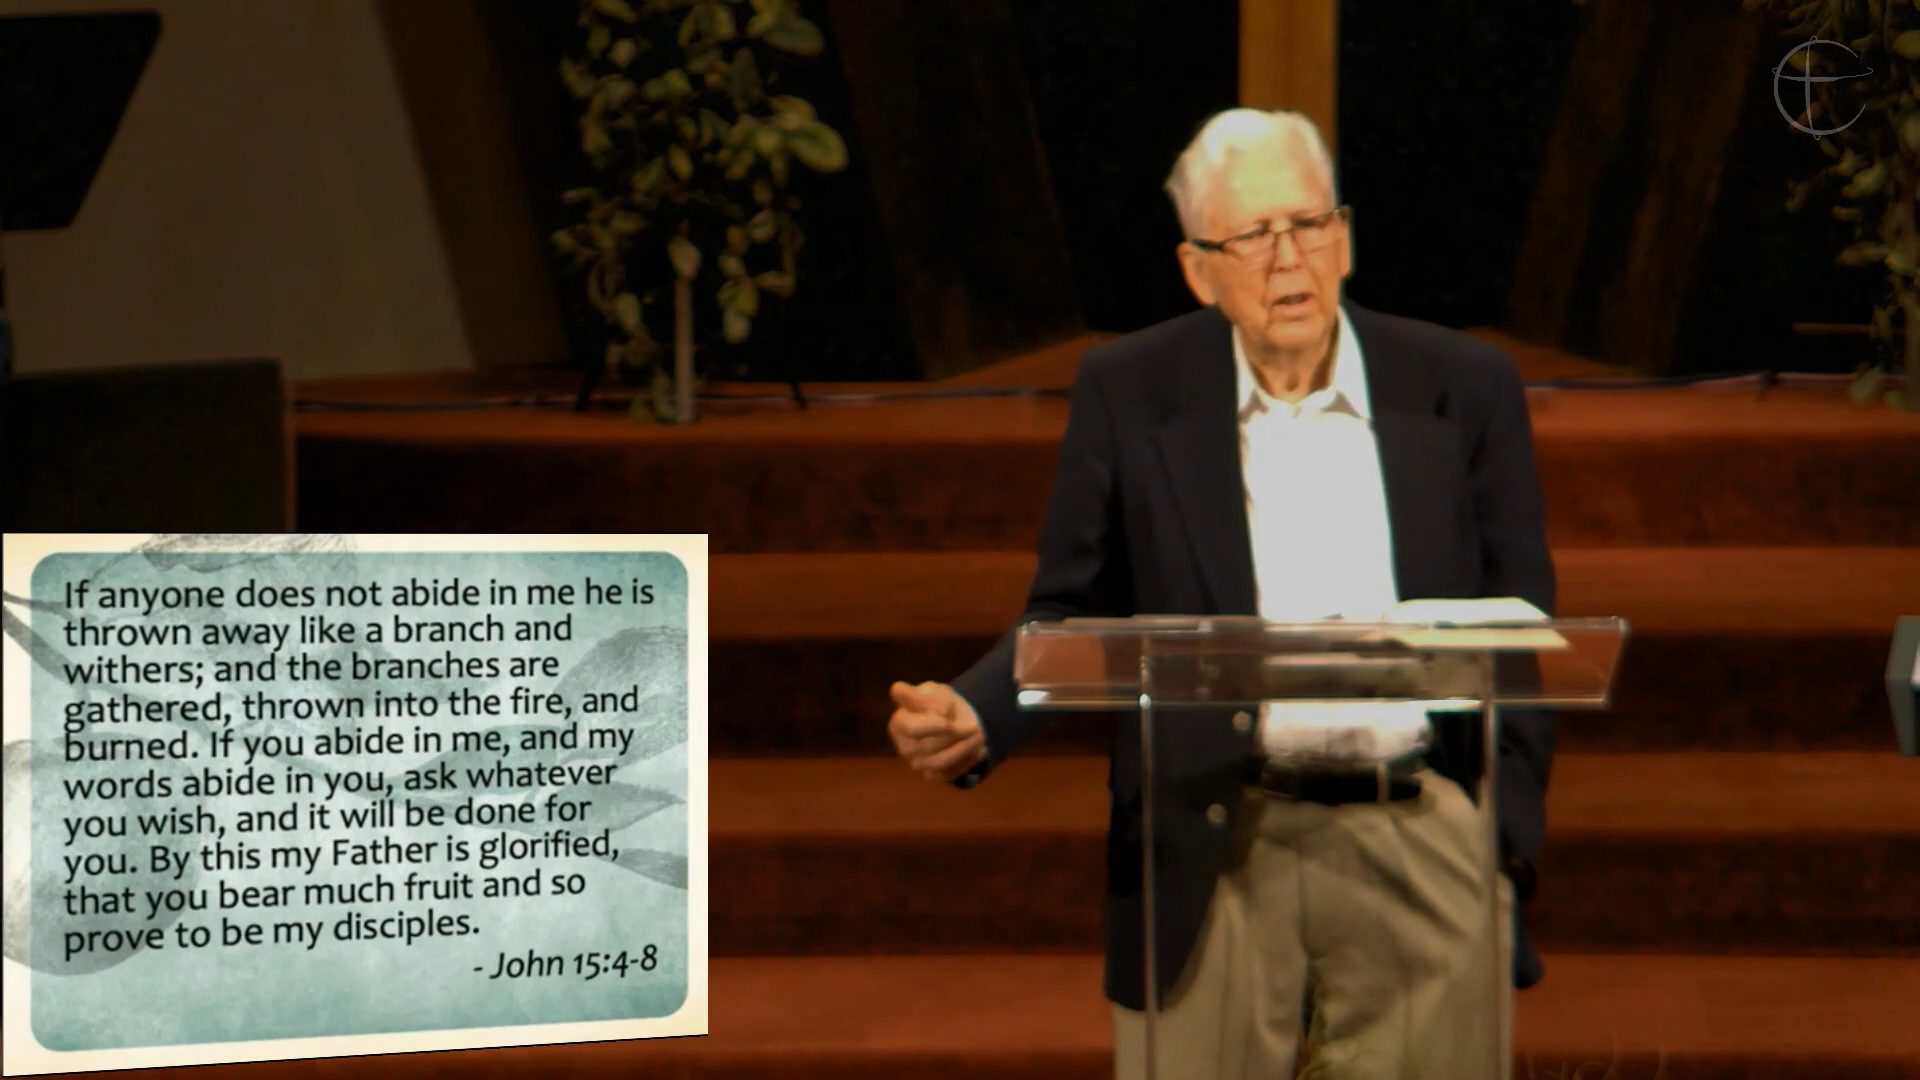 If anyone does not abide in me he is
thrown away like a branch and
withers; and the branches are
gathered, thrown into the fire, and
burned. If you abide in me, and my
words abide in you, ask whatever
you wish, and it will be done for
you. By this my Father is glorified,
that you bear much fruit and so
prove to be my disciples.
- John 15:4-8